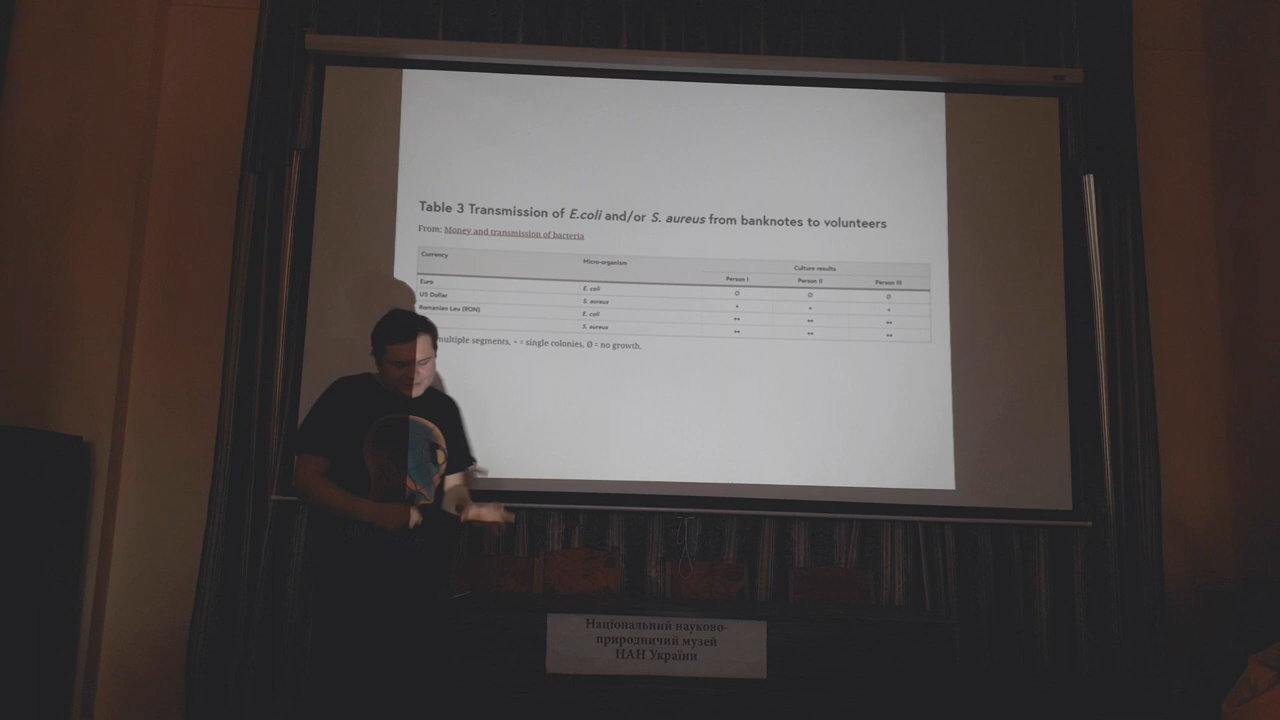 Table 3 Transmission of E.coli and/or S. aureus from banknotes to volunteers
From: Money and transmission of bacteria
Currency Micro-organism Culture results
Person I Person II Person III
Euro E. coli Ø Ø Ø
US Dollar S. aureus + + +
Romanian Leu (RON) E. coli ++ ++ ++
S. aureus ++ ++ ++
multiple segments, + = single colonies, Ø = no growth.
Національний науково-
природничий музей
НАН України